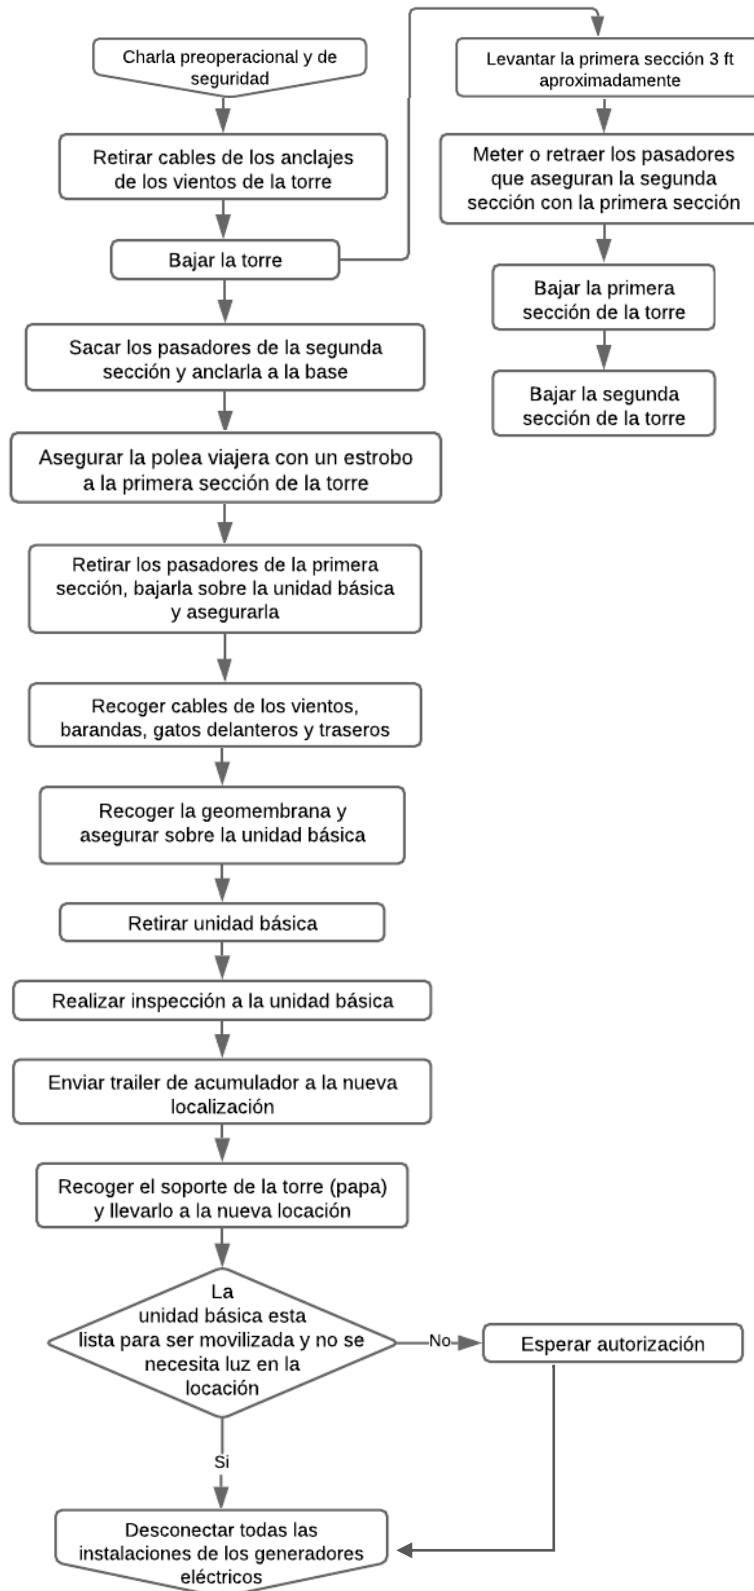 Charla preoperacional y de
seguridad
Retirar cables de los anclajes
de los vientos de la torre
Bajar la torre
Sacar los pasadores de la segunda
sección y anclarla a la base
Asegurar la polea viajera con un estrobo
a la primera sección de la torre
Retirar los pasadores de la primera
sección, bajarla sobre la unidad básica
y asegurarla
Recoger cables de los vientos,
barandas, gatos delanteros y traseros
Recoger la geomembrana y
asegurar sobre la unidad básica
Retirar unidad básica
Realizar inspección a la unidad básica
Enviar trailer de acumulador a la nueva
localización
Recoger el soporte de la torre (papa)
y llevarlo a la nueva locación
La
unidad básica esta
lista para ser movilizada y no se
necesita luz en la
locación
No
Esperar autorización
Si
Desconectar todas las
instalaciones de los generadores
eléctricos
Levantar la primera sección 3 ft
aproximadamente
Meter o retraer los pasadores
que aseguran la segunda
sección con la primera sección
Bajar la primera
sección de la torre
Bajar la segunda
sección de la torre